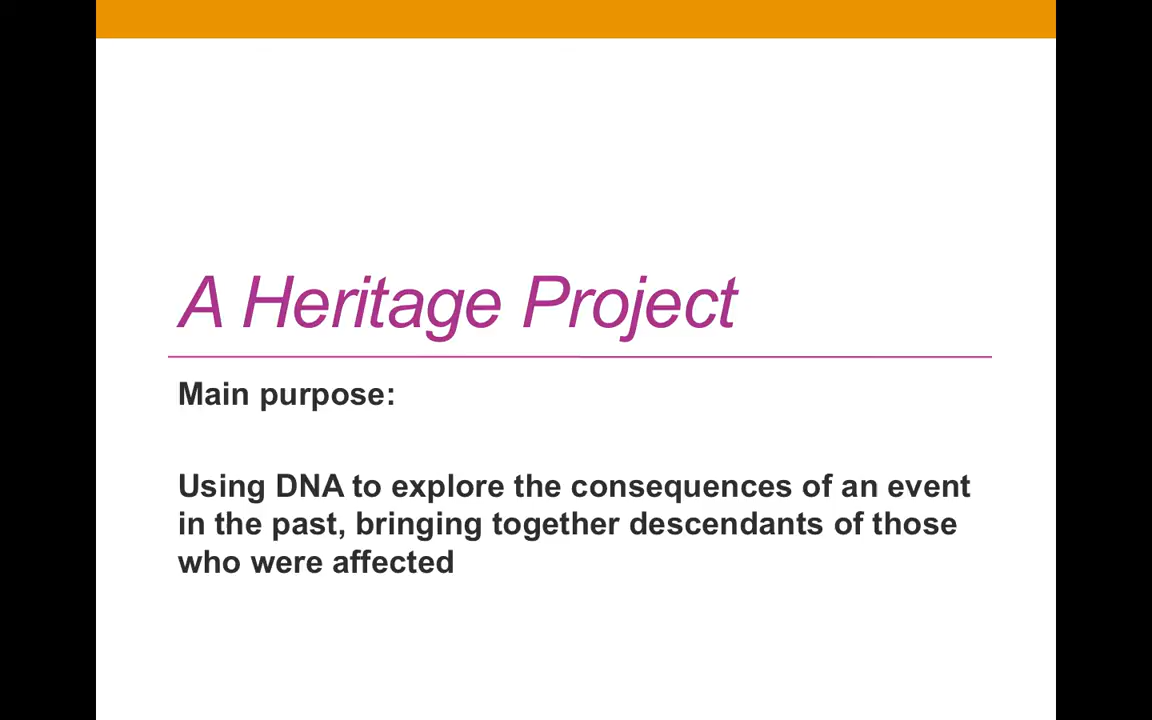 A Heritage Project
Main purpose:
Using DNA to explore the consequences of an event
in the past, bringing together descendants of those
who were affected